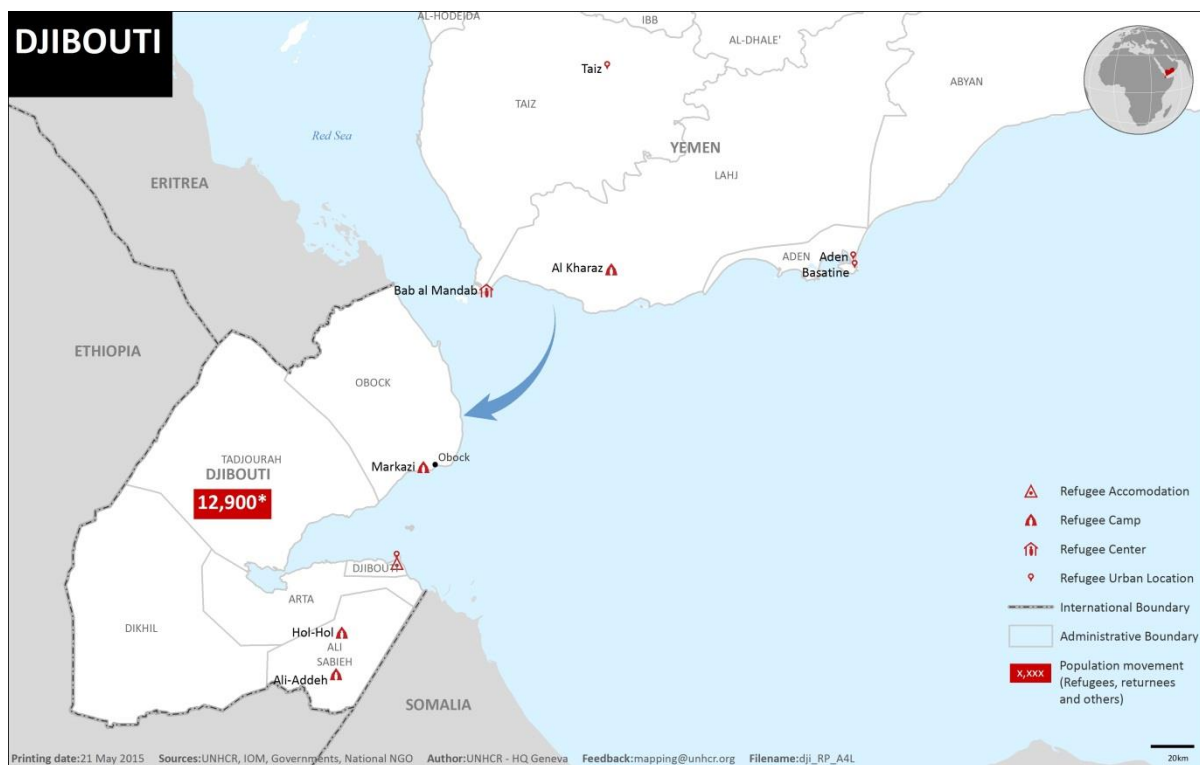 DJIBOUTI
AL-HODEIDA
IBB
AL-DHALE'
Taiz
TAIZ
ABYAN
Red Sea
YEMEN
LAHJ
ERITREA
ADEN
Aden
Basatine
Al Kharaz
Bab al Mandab
ETHIOPIA
OBOCK
TADJOURAH
DJIBOUTI
12,900*
Markazi
Obock
DJIBOUTI
ARTA
DIKHIL
Hol-Hol
ALI
SABIEH
Ali-Addeh
SOMALIA
Refugee Accomodation
Refugee Camp
Refugee Center
Refugee Urban Location
International Boundary
Administrative Boundary
x,xxx
Population movement
(Refugees, returnees
and others)
20km
Printing date:21 May 2015 Sources:UNHCR, IOM, Governments, National NGO Author:UNHCR - HQ Geneva Feedback:mapping@unhcr.org Filename:dji_RP_A4L